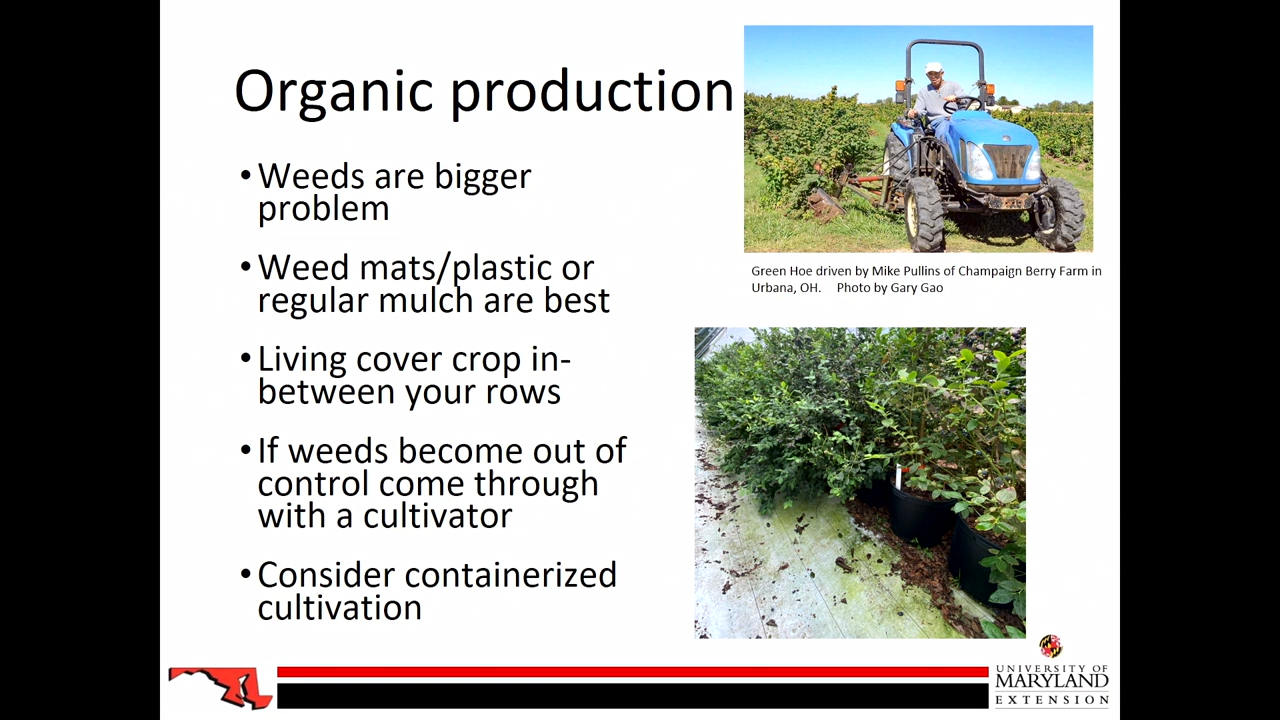 Organic production
•Weeds are bigger
problem
•Weed mats/plastic or
regular mulch are best
•Living cover crop in-
between your rows
•If weeds become out of
control come through
with a cultivator
•Consider containerized
cultivation
Green Hoe driven by Mike Pullins of Champaign Berry Farm in
Urbana, OH. Photo by Gary Gao
UNIVERSITY OF
MARYLAND
EXTENSION